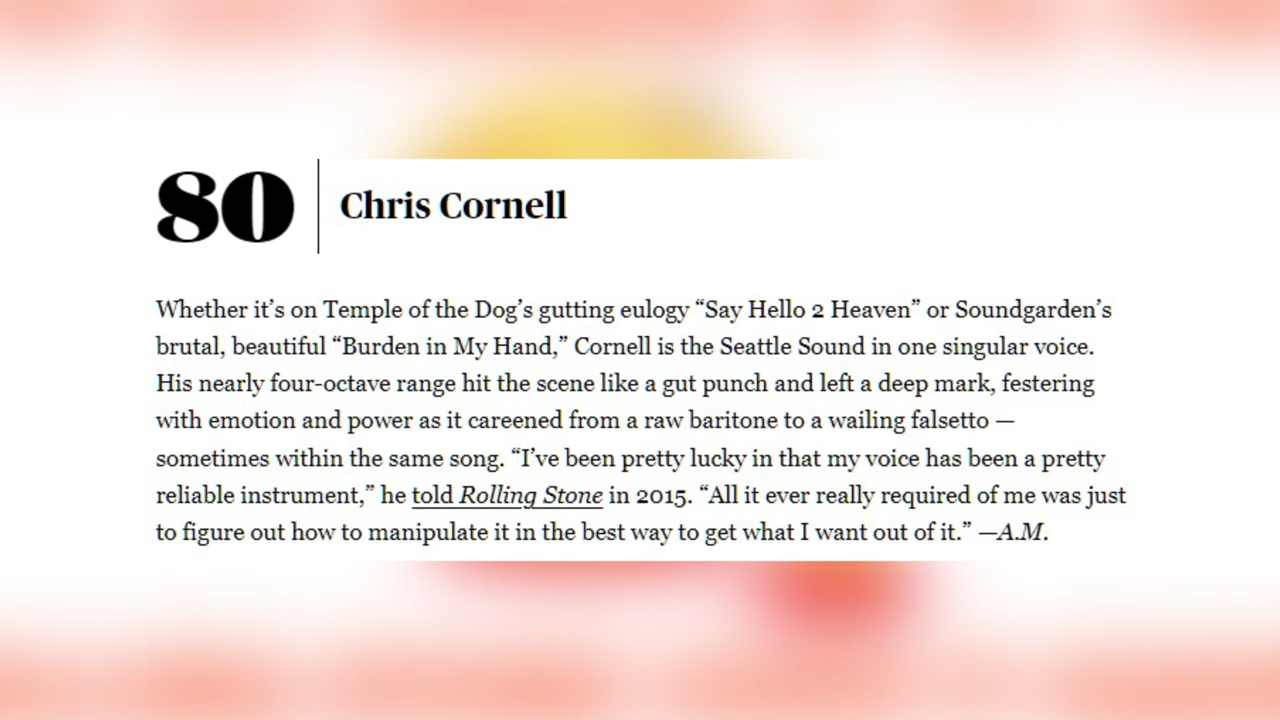 80
Chris Cornell
Whether it’s on Temple of the Dog’s gutting eulogy “Say Hello 2 Heaven” or Soundgarden’s
brutal, beautiful “Burden in My Hand,” Cornell is the Seattle Sound in one singular voice.
His nearly four-octave range hit the scene like a gut punch and left a deep mark, festering
with emotion and power as it careened from a raw baritone to a wailing falsetto —
sometimes within the same song. “I’ve been pretty lucky in that my voice has been a pretty
reliable instrument,” he told Rolling Stone in 2015. “All it ever really required of me was just
to figure out how to manipulate it in the best way to get what I want out of it.” —A.M.